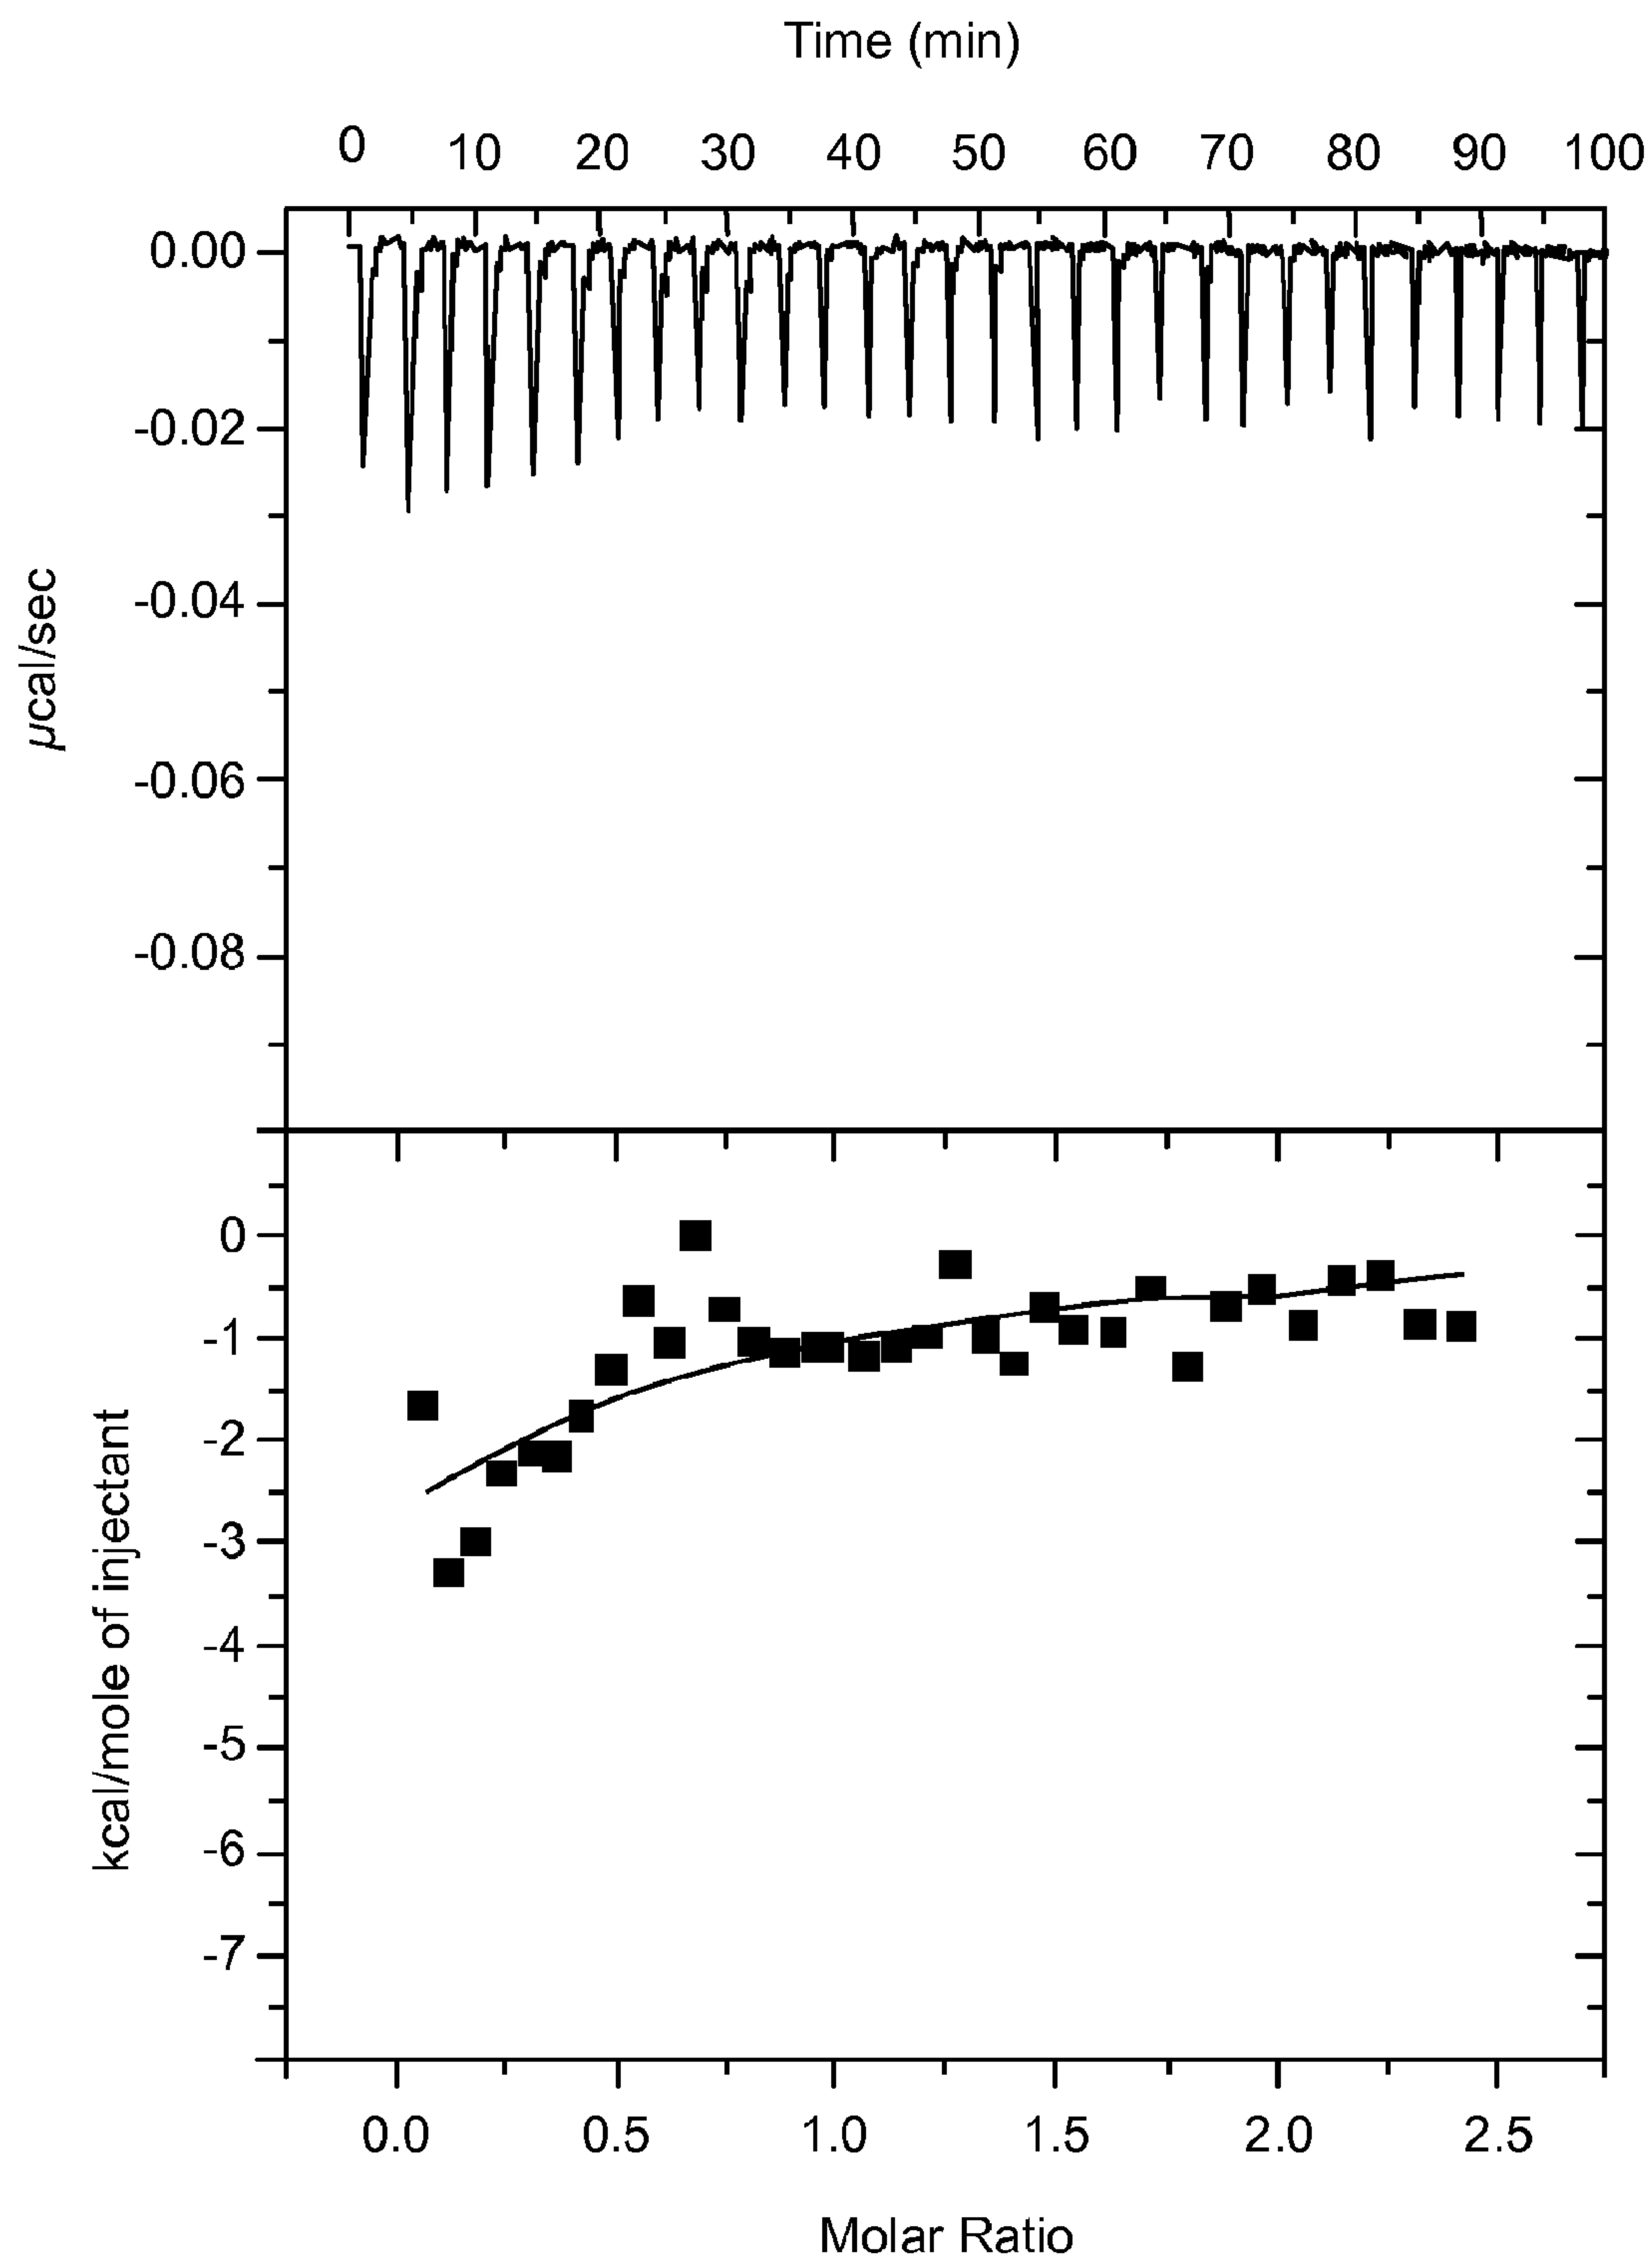 Time (min)
0 10 20 30 40 50 60 70 80 90 100
0.00
-0.02
-0.04
-0.06
-0.08
µcal/sec
0
-1
-2
-3
-4
-5
-6
-7
kcal/mole of injectant
0.0 0.5 1.0 1.5 2.0 2.5
Molar Ratio